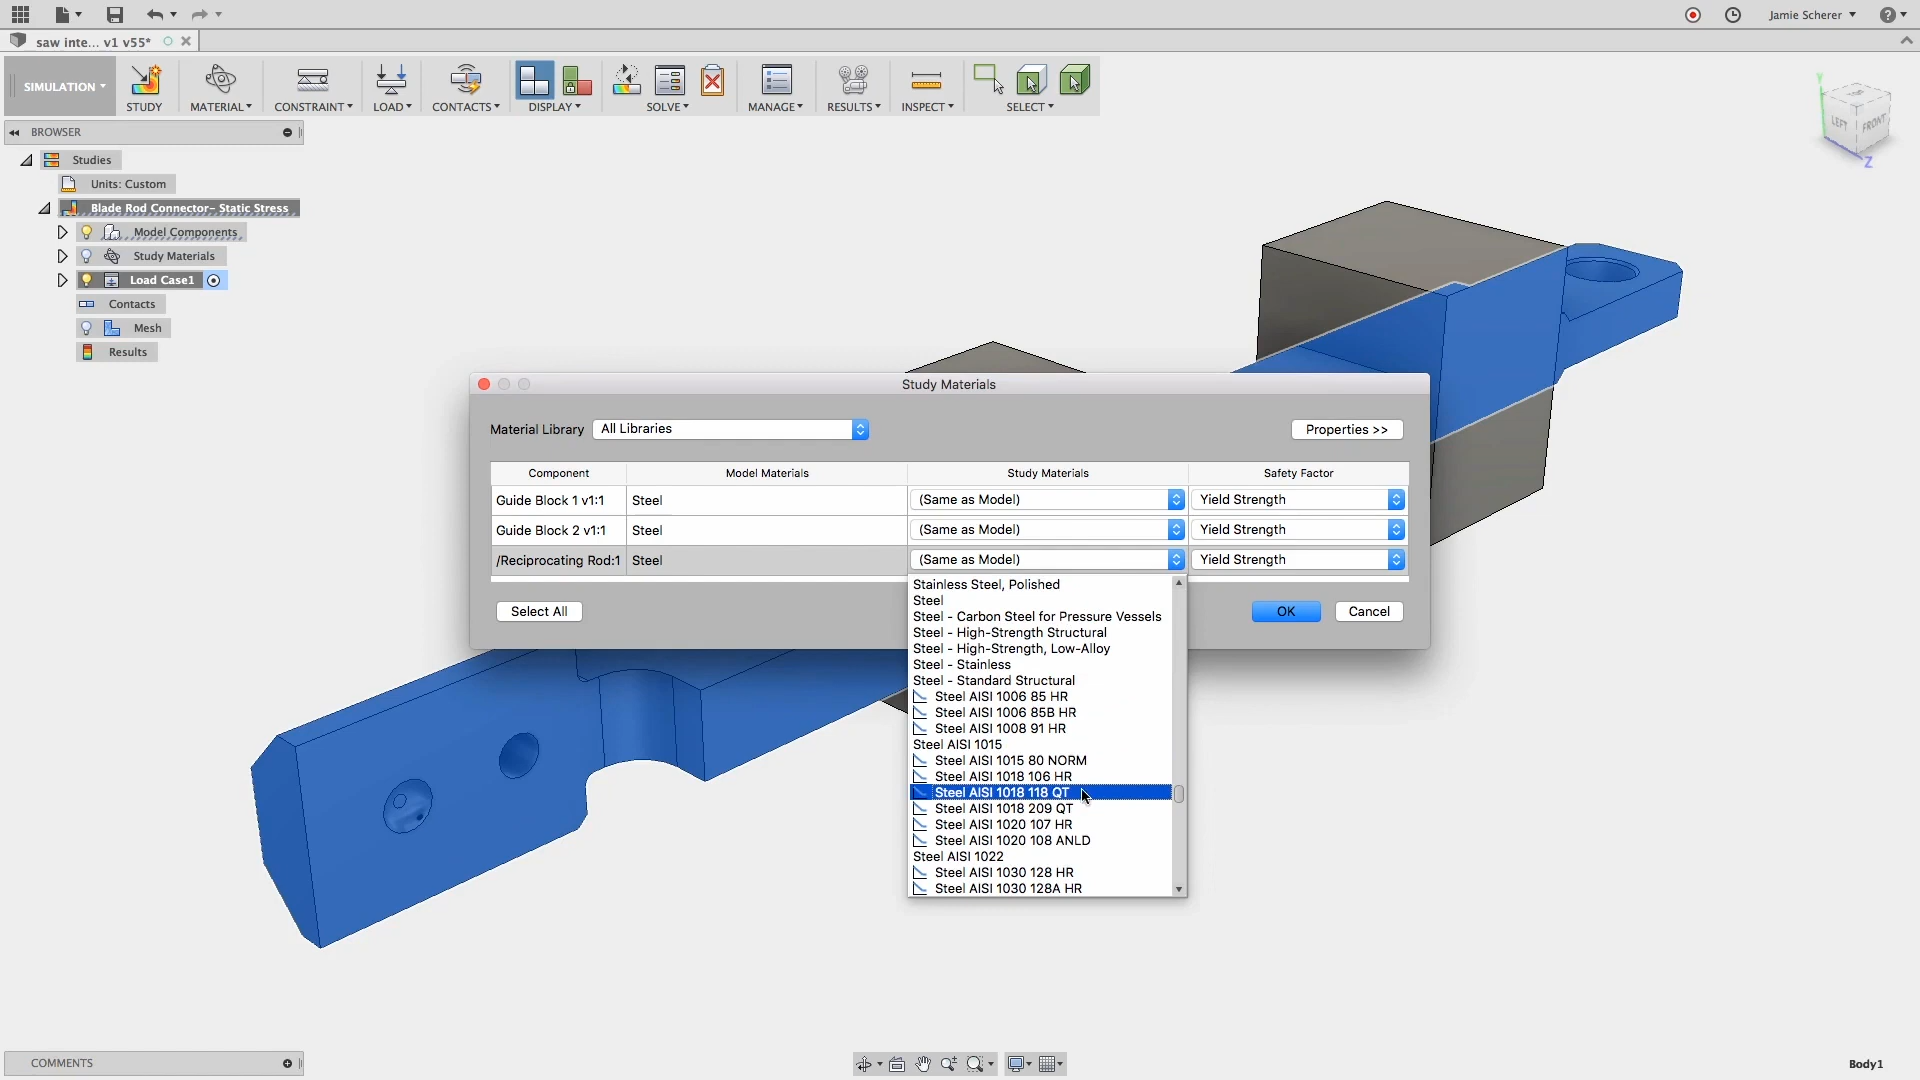 Jamie Scherer
saw inte... v1 v55*
SIMULATION
STUDY
MATERIAL
CONSTRAINT
LOAD
CONTACTS
DISPLAY
SOLVE
MANAGE
RESULTS
INSPECT
SELECT
BROWSER
Studies
Units: Custom
Blade Rod Connector- Static Stress
Model Components
Study Materials
Load Case1
Contacts
Mesh
Results
Y
TOP
LEFT
FRONT
Z
Study Materials
Material Library
All Libraries
Properties >>
Component
Model Materials
Study Materials
Safety Factor
Guide Block 1 v1:1
Steel
(Same as Model)
Yield Strength
Guide Block 2 v1:1
Steel
(Same as Model)
Yield Strength
/Reciprocating Rod:1
Steel
(Same as Model)
Yield Strength
Select All
OK
Cancel
Stainless Steel, Polished
Steel
Steel - Carbon Steel for Pressure Vessels
Steel - High-Strength Structural
Steel - High-Strength, Low-Alloy
Steel - Stainless
Steel - Standard Structural
Steel AISI 1006 85 HR
Steel AISI 1006 85B HR
Steel AISI 1008 91 HR
Steel AISI 1015
Steel AISI 1015 80 NORM
Steel AISI 1018 106 HR
Steel AISI 1018 118 QT
Steel AISI 1018 209 QT
Steel AISI 1020 107 HR
Steel AISI 1020 108 ANLD
Steel AISI 1022
Steel AISI 1030 128 HR
Steel AISI 1030 128A HR
COMMENTS
Body1